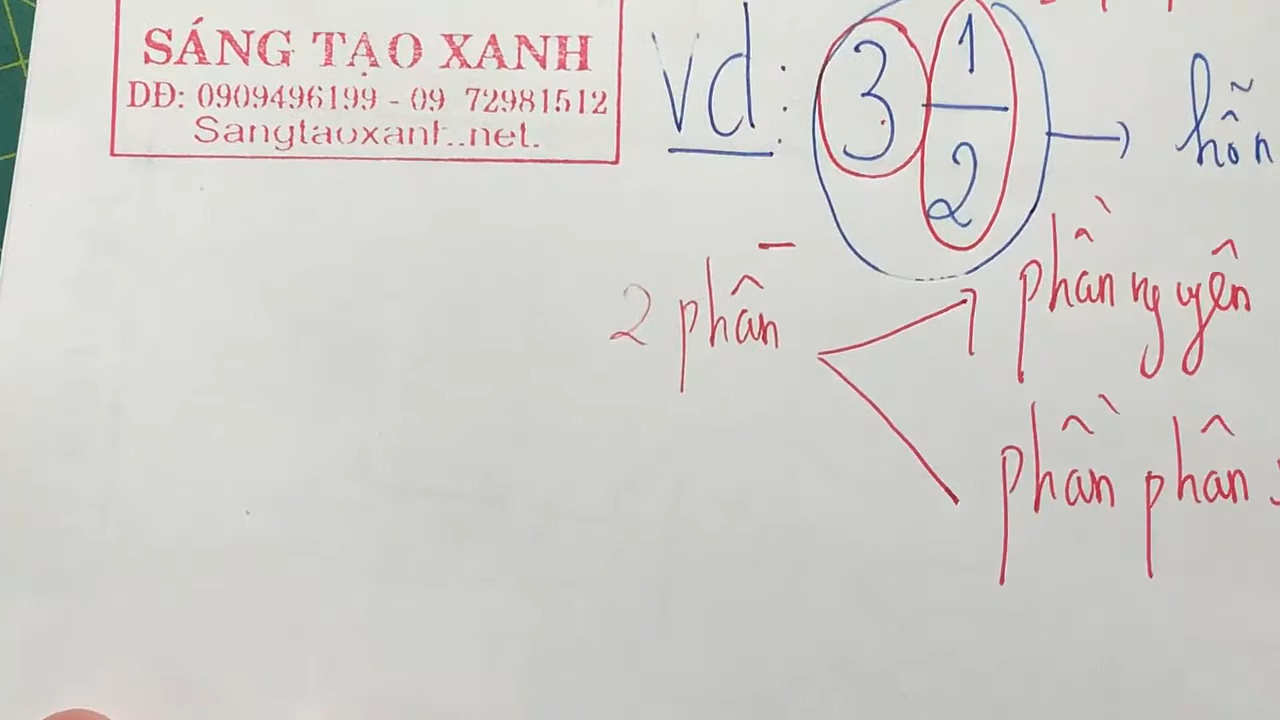 SÁNG TẠO XANH
DĐ: 0909496199 - 09 72981512
Sangtaoxanh..net.
vd: 3 1/2 → hỗn
2 phần
phần nguyên
phần phân